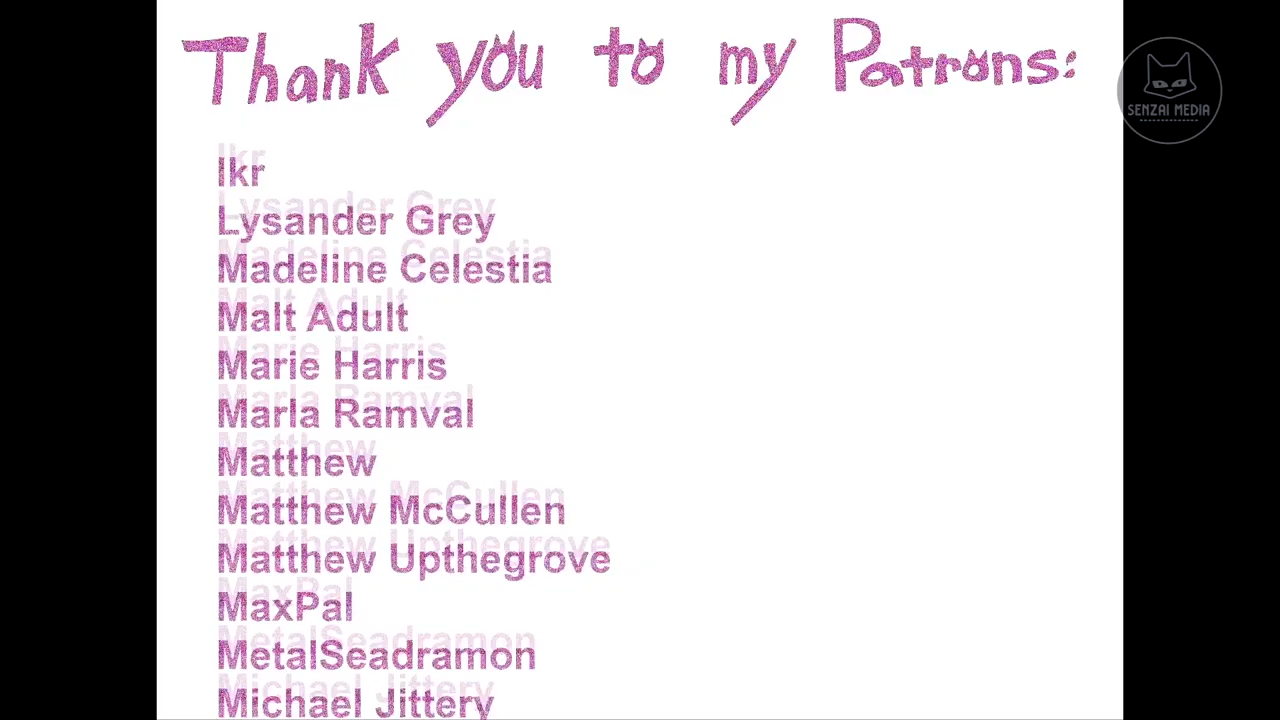 Thank you to my Patrons:
SENZAI MEDIA
lkr
Lysander Grey
Madeline Celestia
Malt Adult
Marie Harris
Marla Ramval
Matthew
Matthew McCullen
Matthew Upthegrove
MaxPal
MetalSeadramon
Michael Jittery